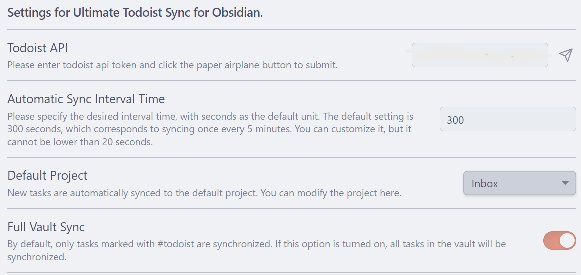 Settings for Ultimate Todoist Sync for Obsidian.
Todoist API
Please enter todoist api token and click the paper airplane button to submit.
Automatic Sync Interval Time
Please specify the desired interval time, with seconds as the default unit. The default setting is
300 seconds, which corresponds to syncing once every 5 minutes. You can customize it, but it
cannot be lower than 20 seconds.
300
Default Project
New tasks are automatically synced to the default project. You can modify the project here.
Inbox
Full Vault Sync
By default, only tasks marked with #todoist are synchronized. If this option is turned on, all tasks in the vault will be
synchronized.